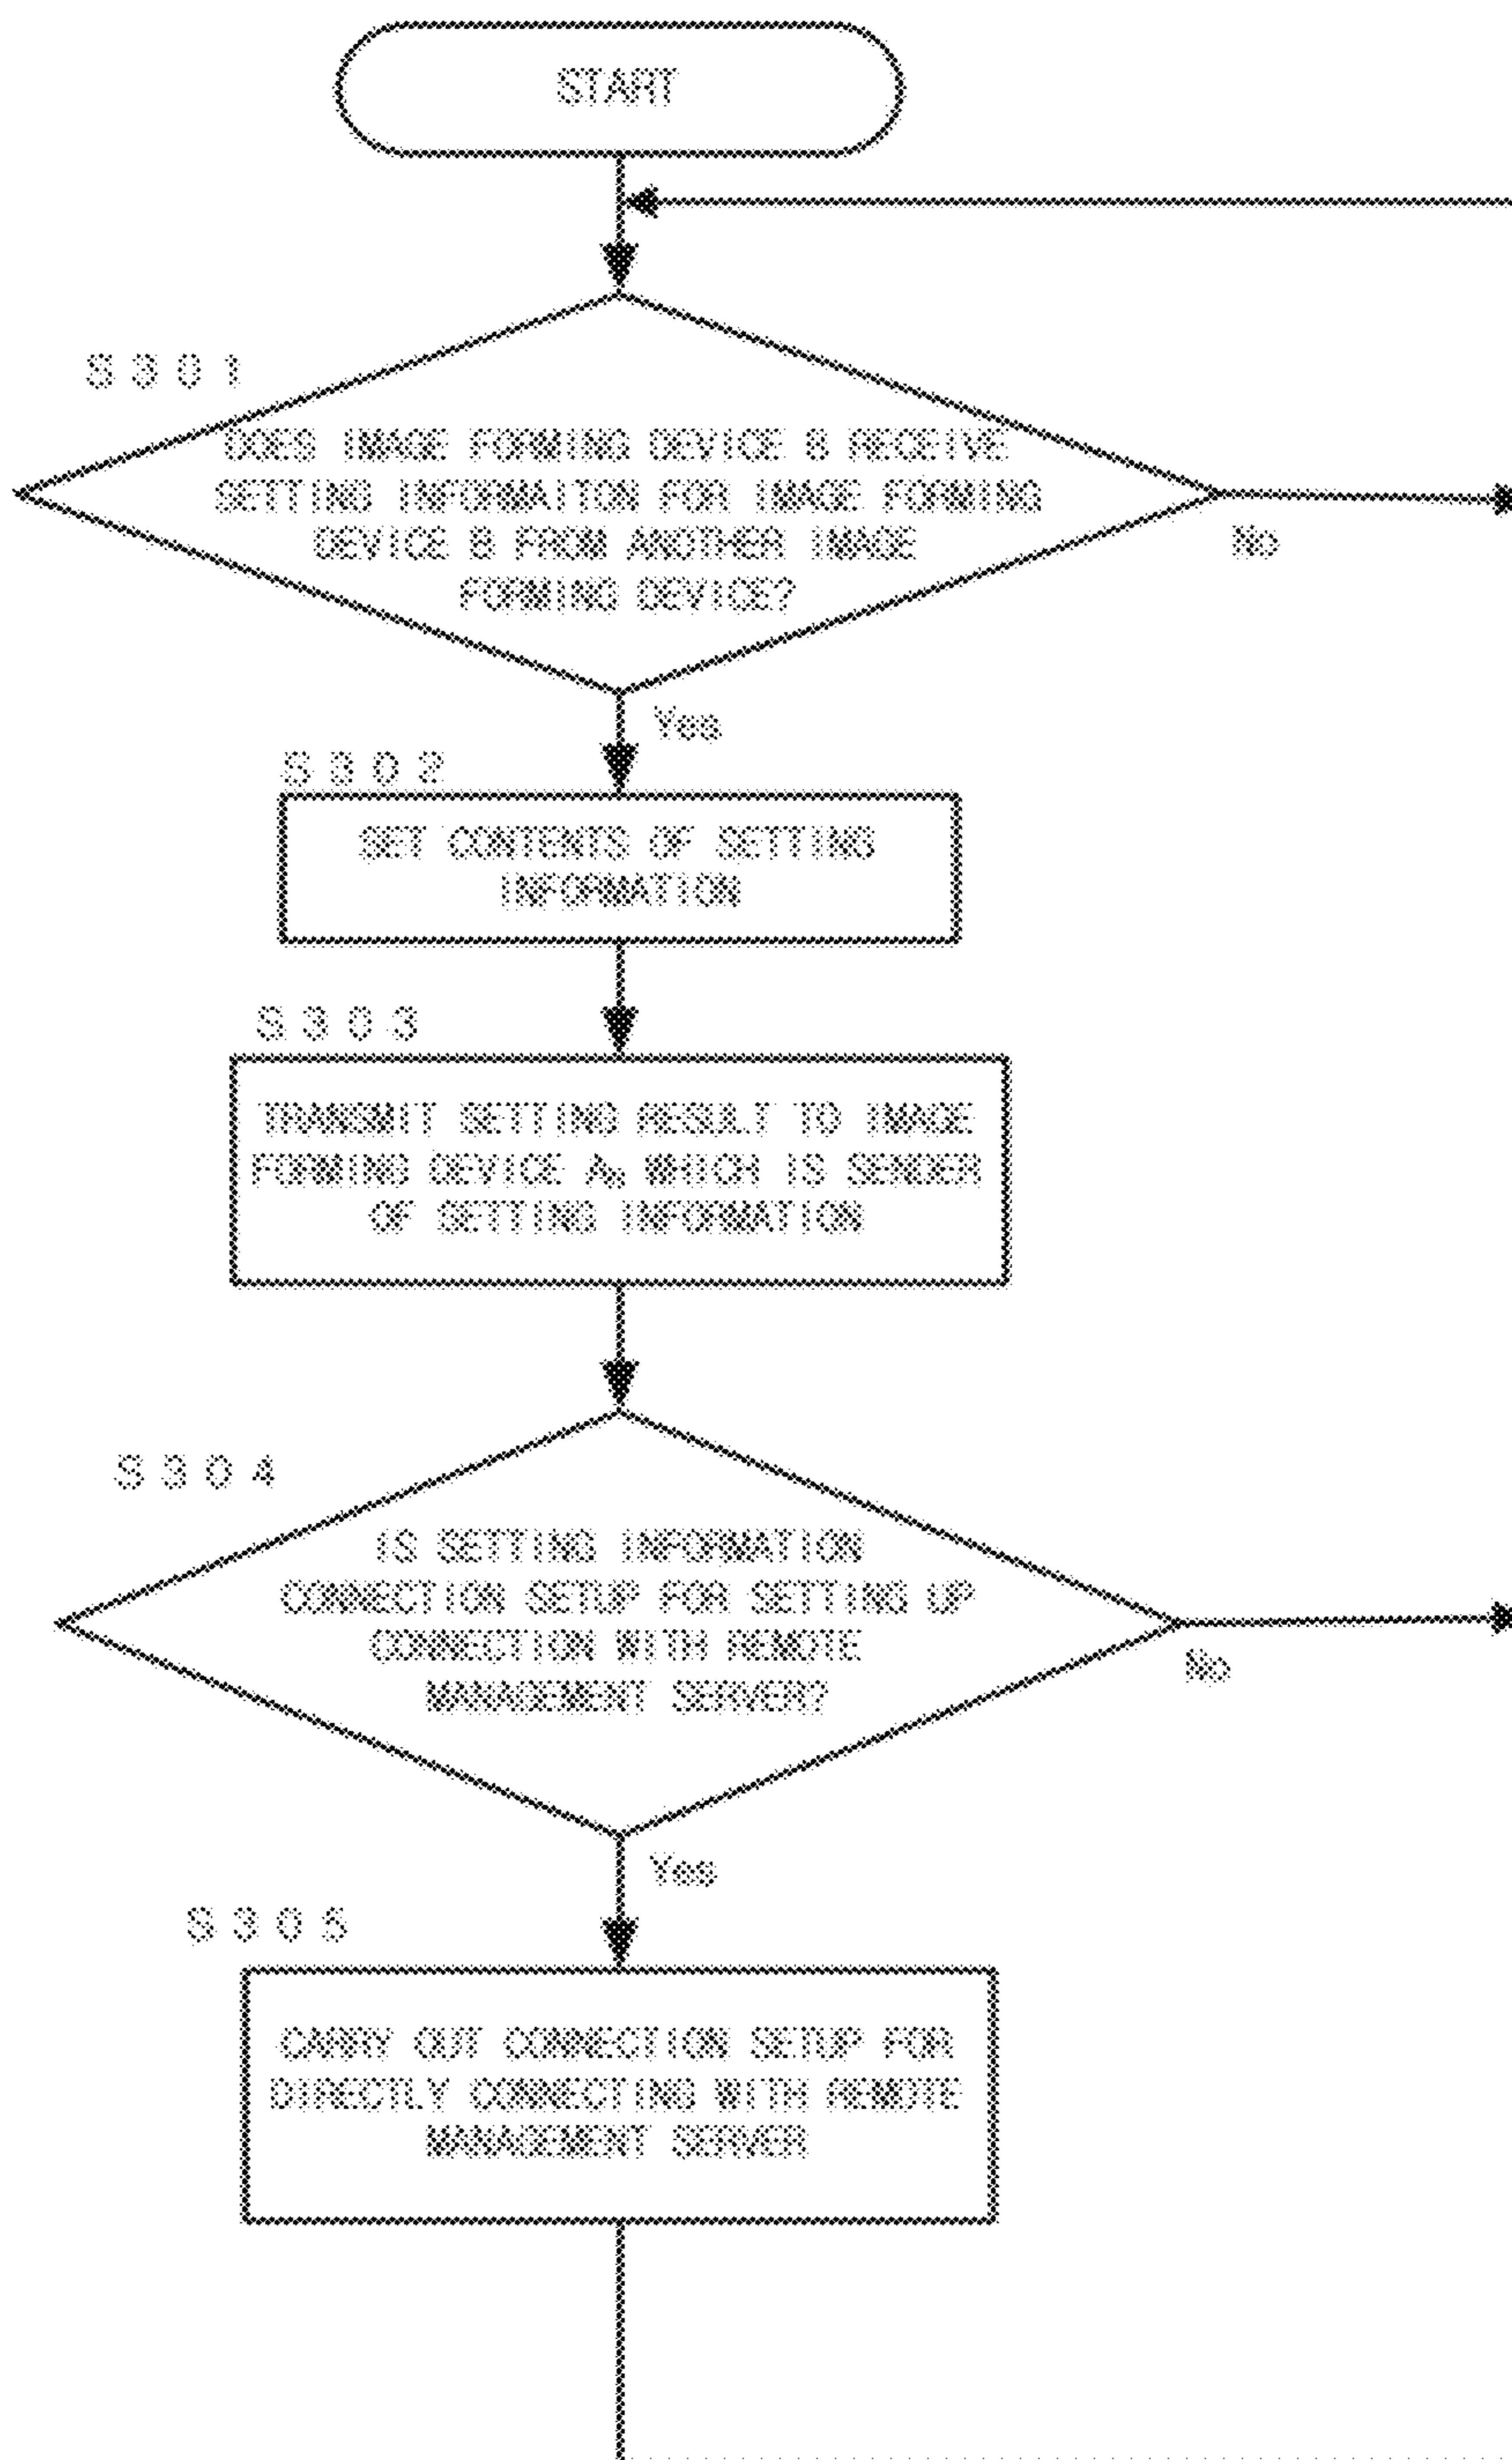 START
S301
DOES IMAGE FORMING DEVICE B RECEIVE
SETTING INFORMAITON FOR IMAGE FORMING
DEVICE B FROM ANOTHER IMAGE
FORMING DEVICE?
No
Yes
S302
SET CONTENTS OF SETTING
INFORMATION
S303
TRANSMIT SETTING RESULT TO IMAGE
FORMING DEVICE A, WHICH IS SENDER
OF SETTING INFORMATION
S304
IS SETTING INFORMATION
CONNECTION SETUP FOR SETTING UP
CONNECTION WITH REMOTE
MANAGEMENT SERVER?
No
Yes
S305
CARRY OUT CONNECTION SETUP FOR
DIRECTLY CONNECTING WITH REMOTE
MANAGEMENT SERVER